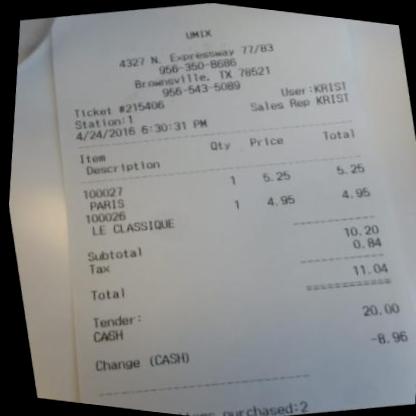 UMIX
4327 N. Expressway 77/83
956-350-8686
Brownsville, TX 78521
956-543-5089
Ticket #215406 User:KRIST
Station:1 Sales Rep KRIST
4/24/2016 6:30:31 PM
Item Qty Price Total
Description
100027 1 5.25 5.25
PARIS
100026 1 4.95 4.95
LE CLASSIQUE
Subtotal 10.20
Tax 0.84
Total 11.04
Tender:
CASH 20.00
Change (CASH) -8.96
purchased:2